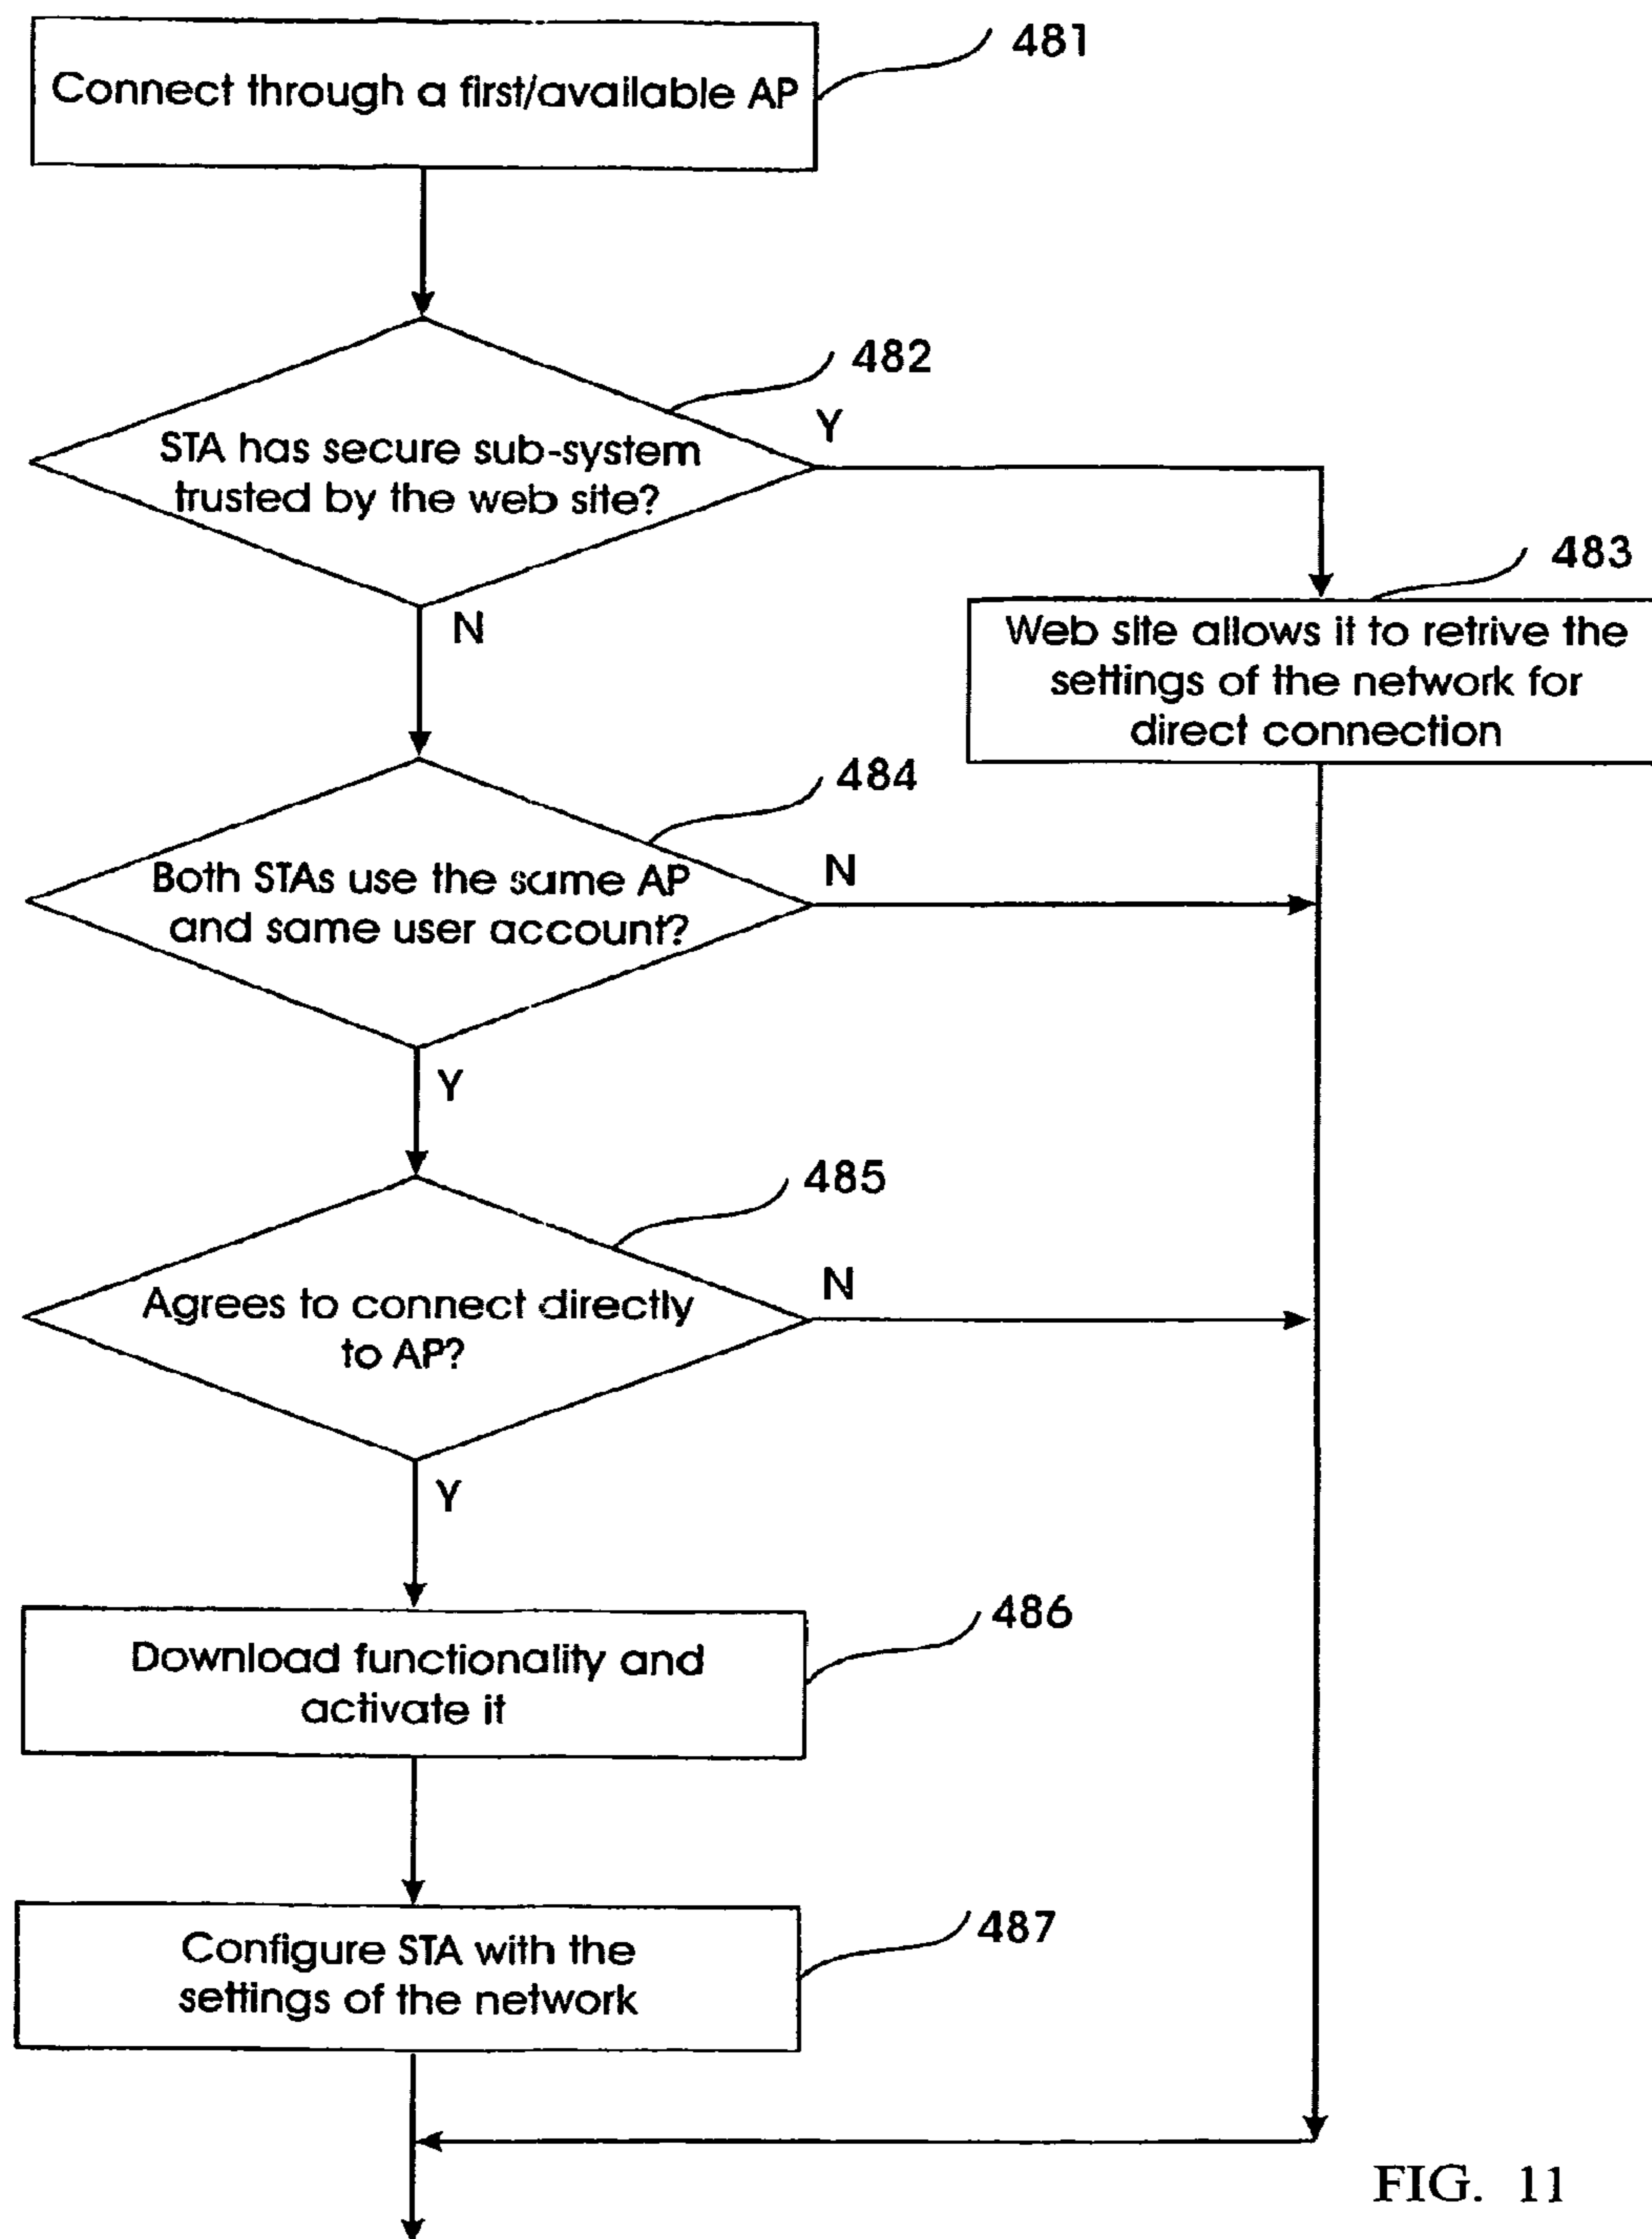 481
Connect through a first/available AP
482
STA has secure sub-system
trusted by the web site?
Y
N
483
Web site allows it to retrive the
settings of the network for
direct connection
484
Both STAs use the same AP
and same user account?
N
Y
485
Agrees to connect directly
to AP?
N
Y
486
Download functionality and
activate it
487
Configure STA with the
settings of the network
FIG. 11